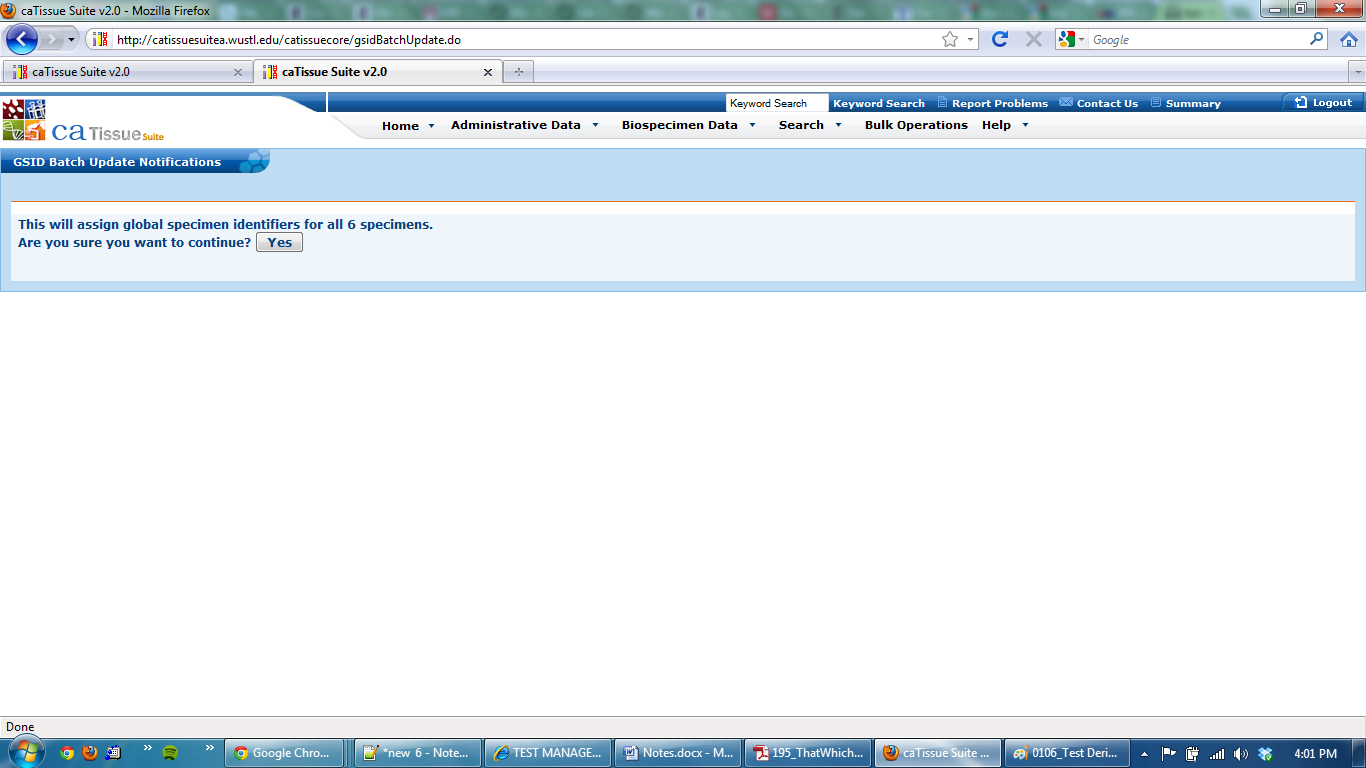 caTissue Suite v2.0 - Mozilla Firefox
http://catissuesuitea.wustl.edu/catissuecore/gsidBatchUpdate.do
Google
caTissue Suite v2.0
caTissue Suite v2.0
Keyword Search
Keyword Search
Report Problems
Contact Us
Summary
Logout
ca Tissue Suite
Home
Administrative Data
Biospecimen Data
Search
Bulk Operations
Help
GSID Batch Update Notifications
This will assign global specimen identifiers for all 6 specimens.
Are you sure you want to continue? Yes
Done
Google Chro...
*new 6 - Note...
TEST MANAGE...
Notes.docx - M...
195_ThatWhich...
caTissue Suite ...
0106_Test Deri...
4:01 PM